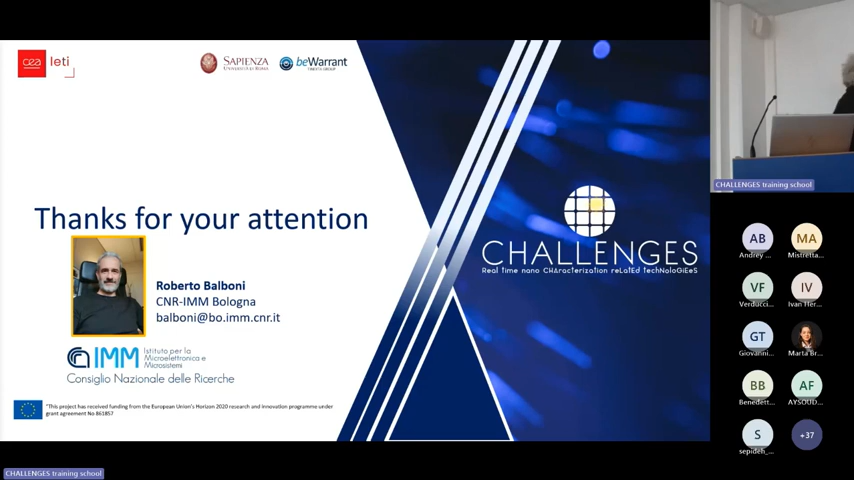 cea leti
SAPIENZA
UNIVERSITÀ DI ROMA
beWarrant
TINEXTA GROUP
Thanks for your attention
Roberto Balboni
CNR-IMM Bologna
balboni@bo.imm.cnr.it
IMM
Istituto per la
Microelettronica e
Microsistemi
Consiglio Nazionale delle Ricerche
"This project has received funding from the European Union's Horizon 2020 research and innovation programme under
grant agreement No 861857
CHALLENGES
Real time nano CHAracterization reLatEd techNoloGiEeS
CHALLENGES training school
AB
Andrey ...
MA
Mistretta...
VF
Verducci...
IV
Ivan Her...
GT
Giovanni...
Marta Br...
BB
Benedett...
AF
AYSOUD...
S
sepideh_...
+37
CHALLENGES training school